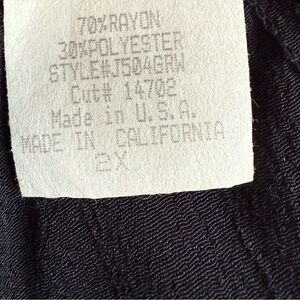 70%RAYON
30%POLYESTER
STYLE#J504GRW
Cut# 14702
Made in U.S.A.
MADE IN CALIFORNIA
2X